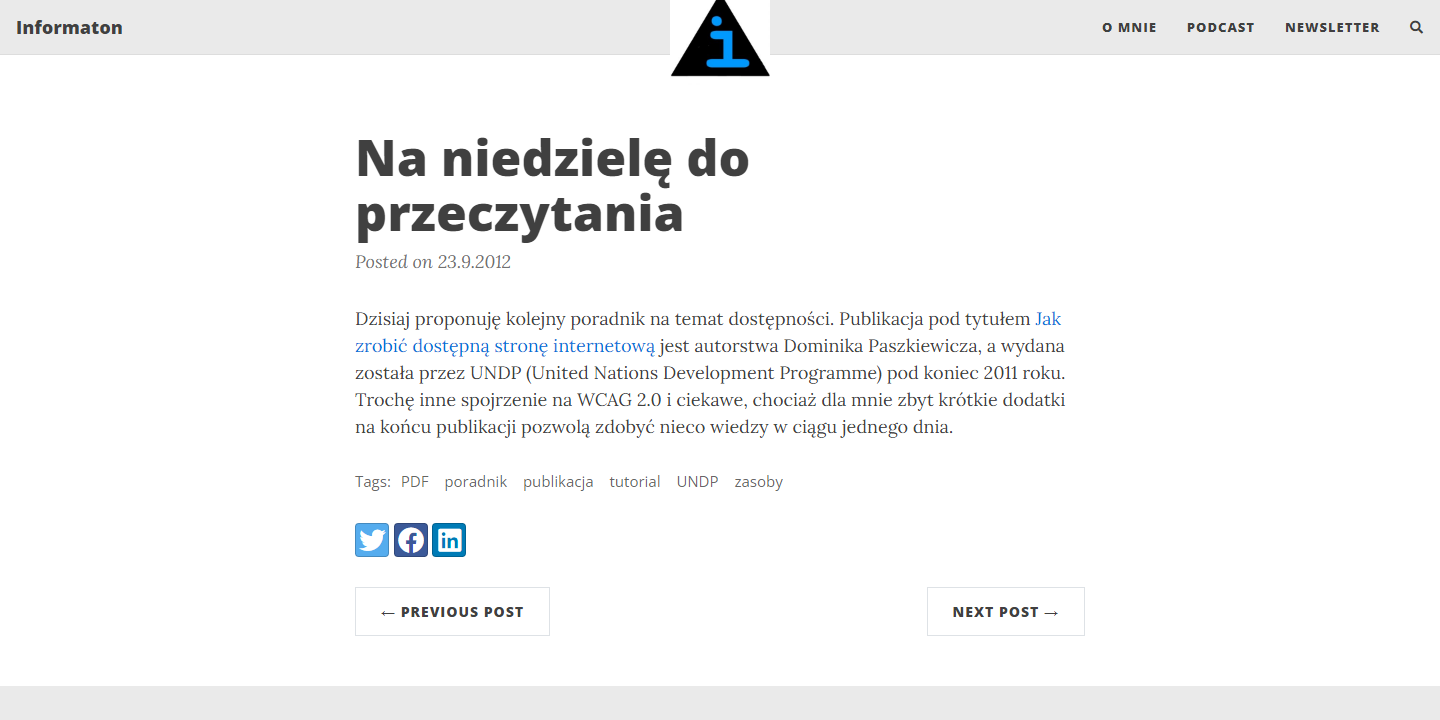 Informaton
i
O MNIE
PODCAST
NEWSLETTER
Na niedzielę do
przeczytania
Posted on 23.9.2012
Dzisiaj proponuję kolejny poradnik na temat dostępności. Publikacja pod tytułem Jak
zrobić dostępną stronę internetową jest autorstwa Dominika Paszkiewicza, a wydana
została przez UNDP (United Nations Development Programme) pod koniec 2011 roku.
Trochę inne spojrzenie na WCAG 2.0 i ciekawe, chociaż dla mnie zbyt krótkie dodatki
na końcu publikacji pozwolą zdobyć nieco wiedzy w ciągu jednego dnia.
Tags: PDF poradnik publikacja tutorial UNDP zasoby
← PREVIOUS POST
NEXT POST →